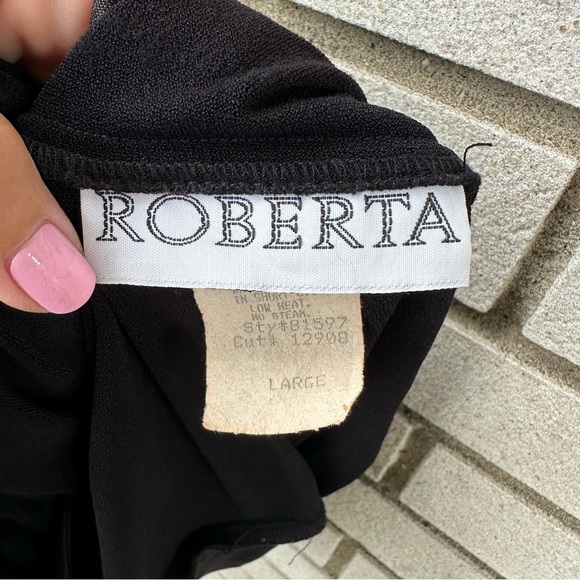 ROBERTA
LOW HEAT.
NO STEAM.
Sty#81597
Cut# 12908
LARGE